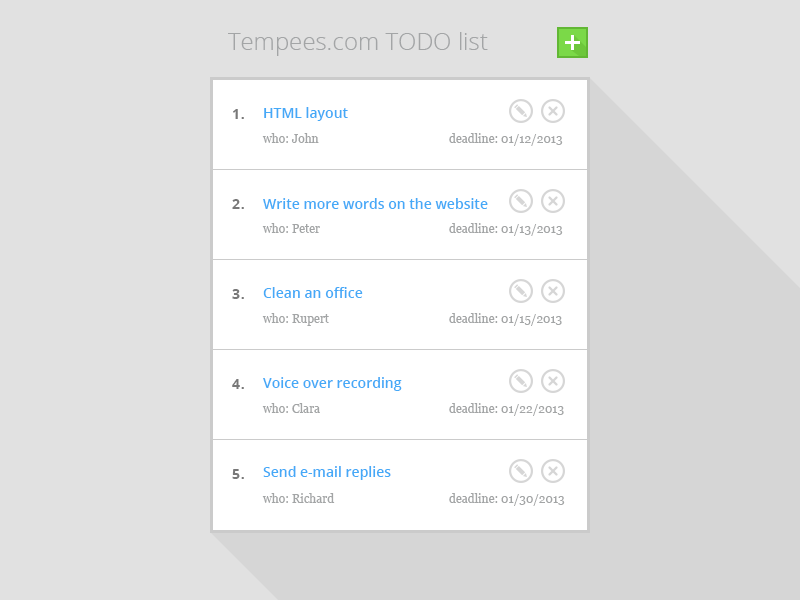 Tempees.com TODO list
1. HTML layout
who: John deadline: 01/12/2013
2. Write more words on the website
who: Peter deadline: 01/13/2013
3. Clean an office
who: Rupert deadline: 01/15/2013
4. Voice over recording
who: Clara deadline: 01/22/2013
5. Send e-mail replies
who: Richard deadline: 01/30/2013